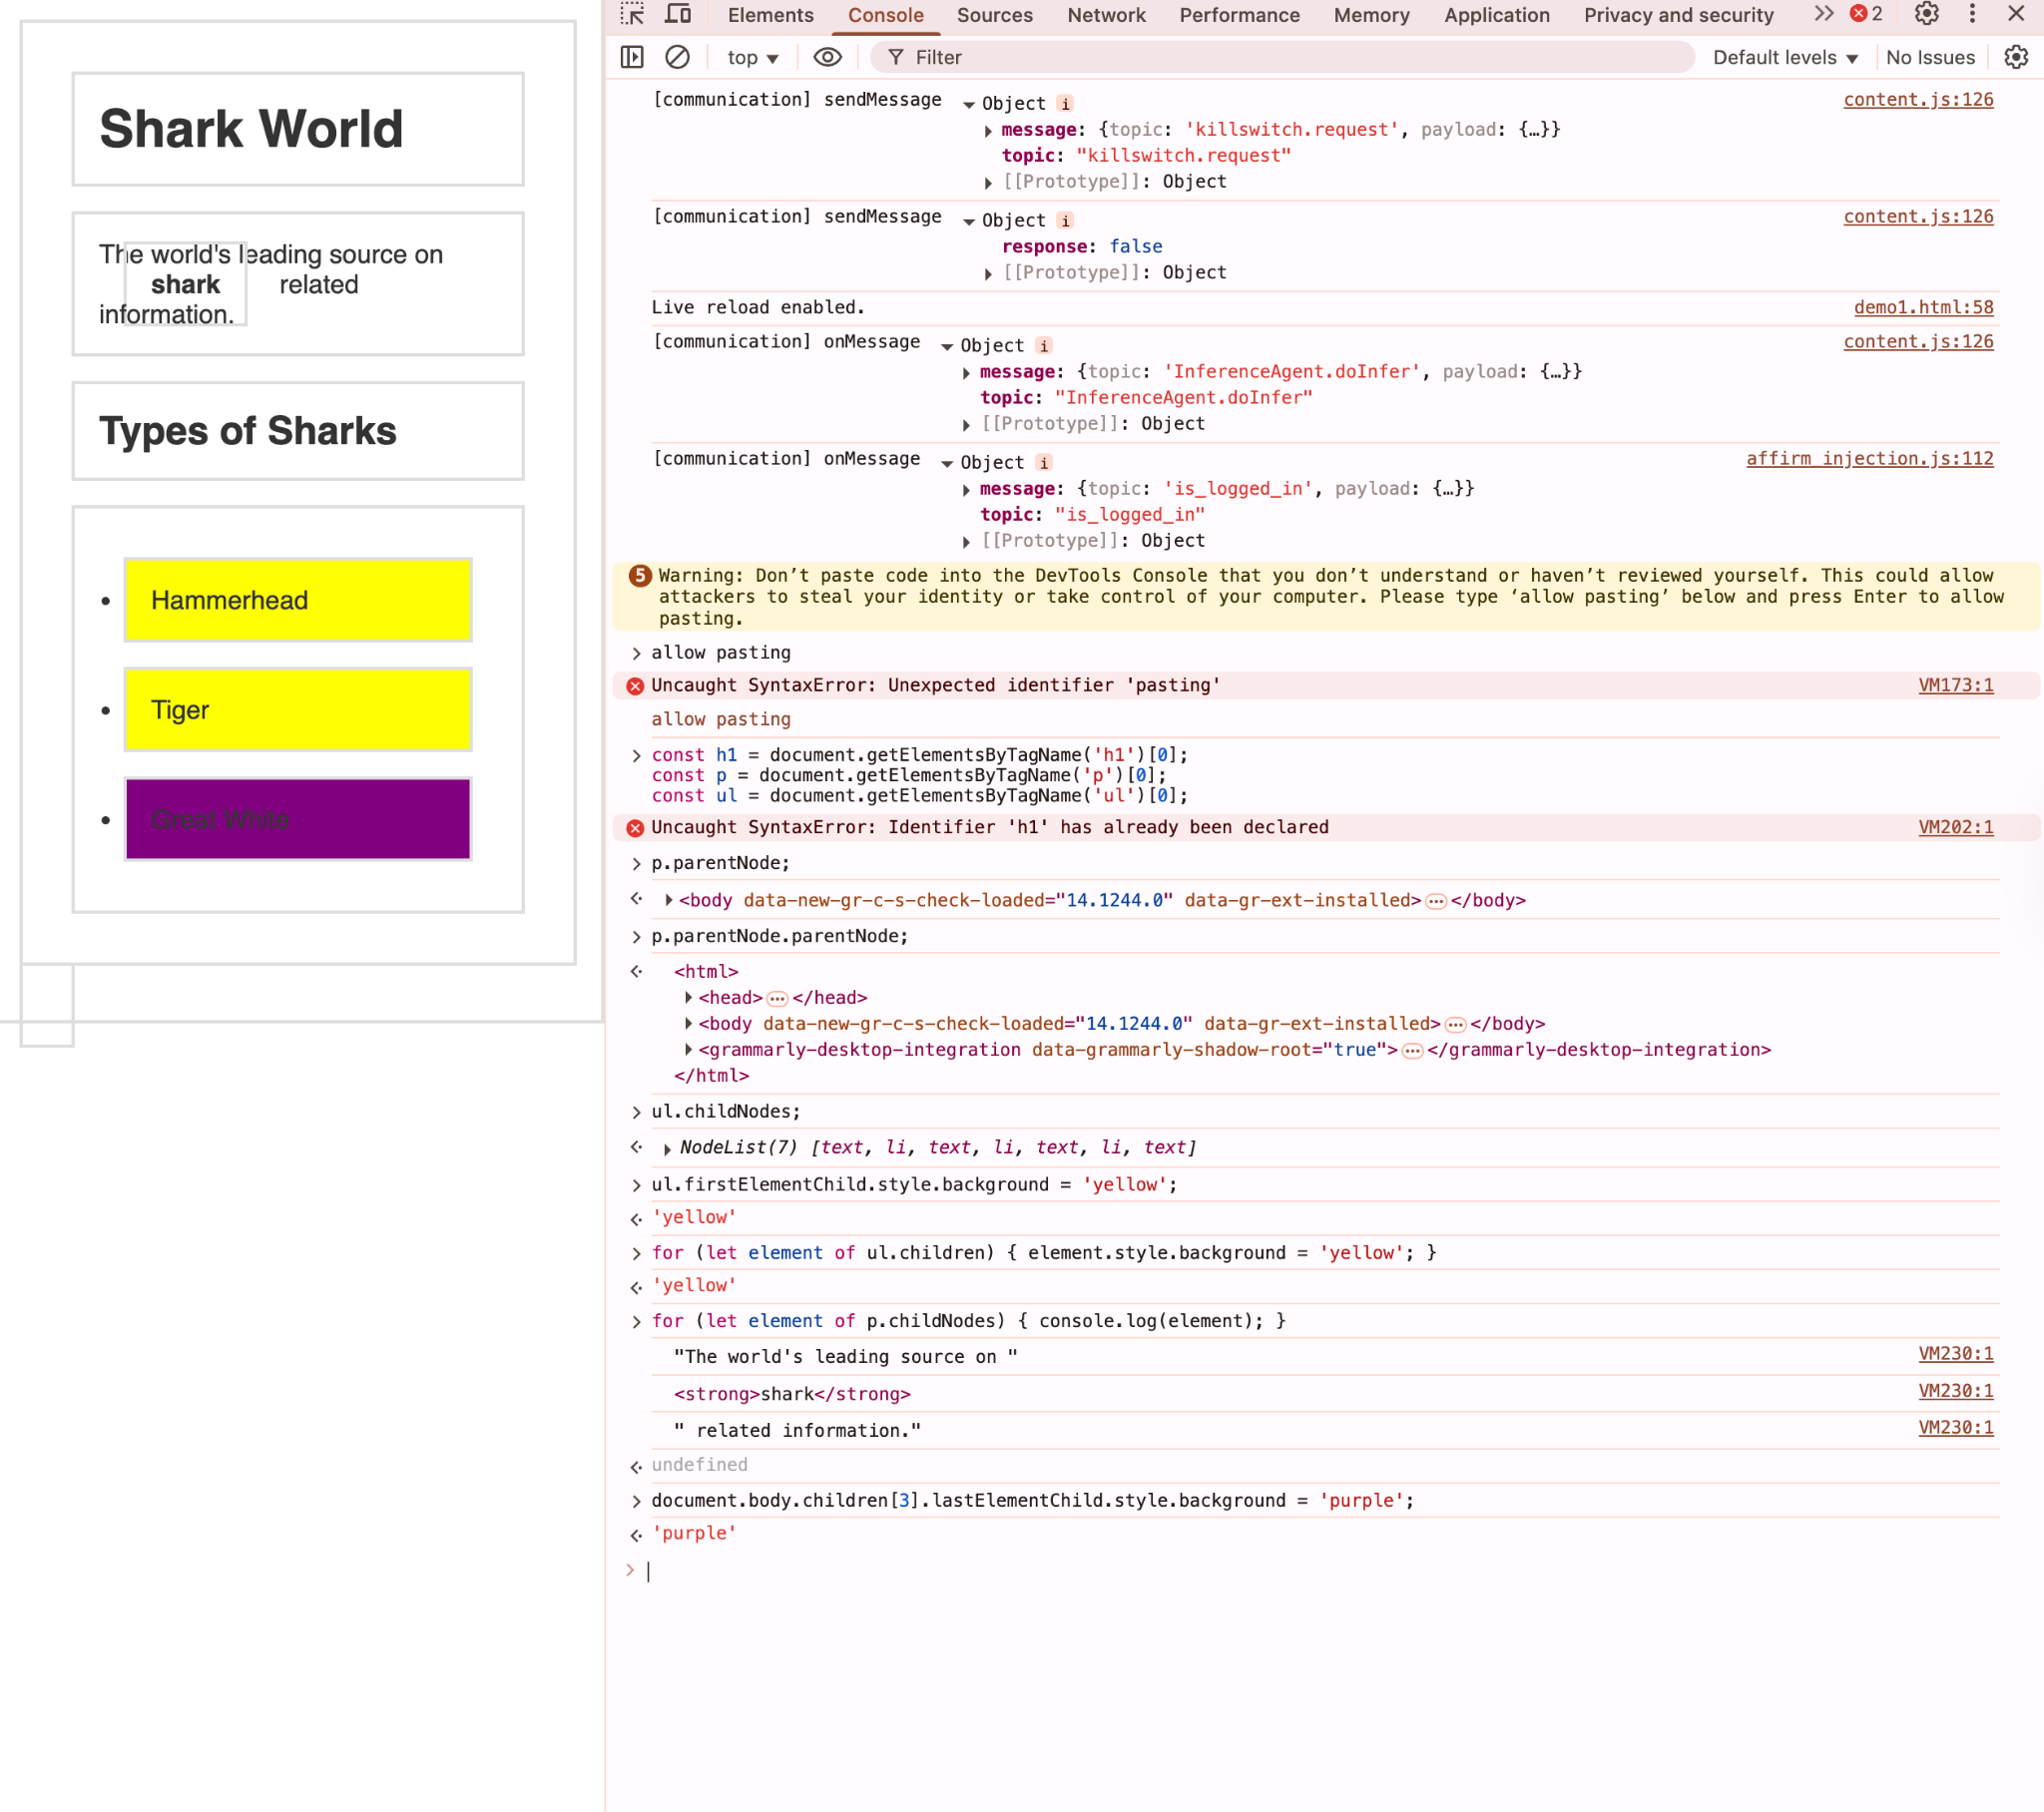 Shark World
The world's leading source on
shark related
information.
Types of Sharks
Hammerhead
Tiger
Great White
Elements Console Sources Network Performance Memory Application Privacy and security 2
top Filter Default levels No Issues
[communication] sendMessage Object i content.js:126
message: {topic: 'killswitch.request', payload: {…}}
topic: "killswitch.request"
[[Prototype]]: Object
[communication] sendMessage Object i content.js:126
response: false
[[Prototype]]: Object
Live reload enabled. demo1.html:58
[communication] onMessage Object i content.js:126
message: {topic: 'InferenceAgent.doInfer', payload: {…}}
topic: "InferenceAgent.doInfer"
[[Prototype]]: Object
[communication] onMessage Object i affirm injection.js:112
message: {topic: 'is_logged_in', payload: {…}}
topic: "is_logged_in"
[[Prototype]]: Object
5 Warning: Don’t paste code into the DevTools Console that you don’t understand or haven’t reviewed yourself. This could allow
attackers to steal your identity or take control of your computer. Please type ‘allow pasting’ below and press Enter to allow
pasting.
> allow pasting
Uncaught SyntaxError: Unexpected identifier 'pasting' VM173:1
allow pasting
> const h1 = document.getElementsByTagName('h1')[0];
const p = document.getElementsByTagName('p')[0];
const ul = document.getElementsByTagName('ul')[0];
Uncaught SyntaxError: Identifier 'h1' has already been declared VM202:1
> p.parentNode;
<body data-new-gr-c-s-check-loaded="14.1244.0" data-gr-ext-installed>…</body>
> p.parentNode.parentNode;
<html>
<head>…</head>
<body data-new-gr-c-s-check-loaded="14.1244.0" data-gr-ext-installed>…</body>
<grammarly-desktop-integration data-grammarly-shadow-root="true">…</grammarly-desktop-integration>
</html>
> ul.childNodes;
NodeList(7) [text, li, text, li, text, li, text]
> ul.firstElementChild.style.background = 'yellow';
'yellow'
> for (let element of ul.children) { element.style.background = 'yellow'; }
'yellow'
> for (let element of p.childNodes) { console.log(element); }
"The world's leading source on " VM230:1
<strong>shark</strong> VM230:1
" related information." VM230:1
undefined
> document.body.children[3].lastElementChild.style.background = 'purple';
'purple'
>